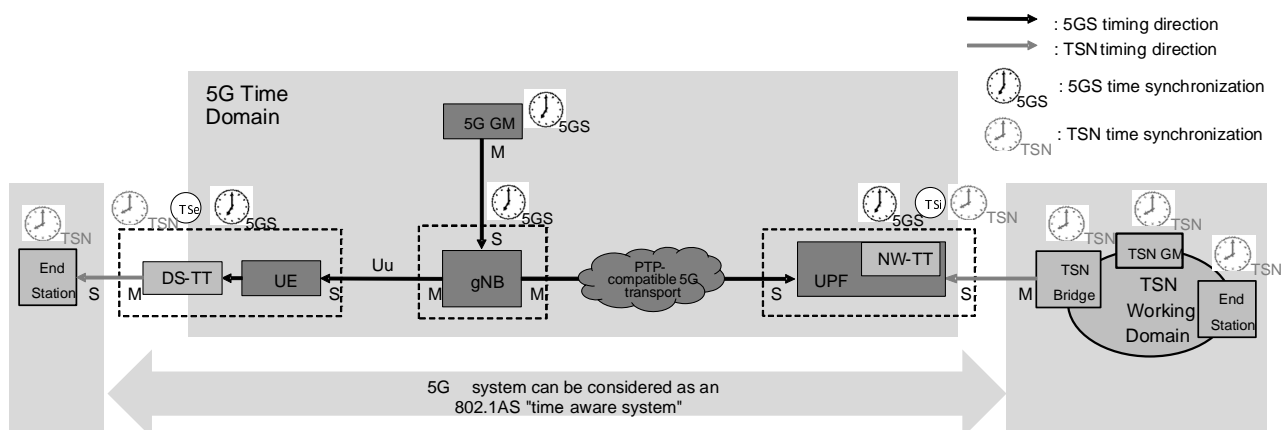 : 5GS timing direction
: TSN timing direction
5GS : 5GS time synchronization
TSN : TSN time synchronization
5G Time
Domain
5G GM
5GS
M
5GS
S
TSN TSe 5GS
5GS TSi TSN
TSN
End
Station
S
M
DS-TT
UE
S
Uu
M
gNB
M
PTP-
compatible 5G
transport
S
UPF
NW-TT
S
M
TSN
TSN
Bridge
TSN
TSN GM
TSN
End
Station
TSN
Working
Domain
5G system can be considered as an
802.1AS "time aware system"